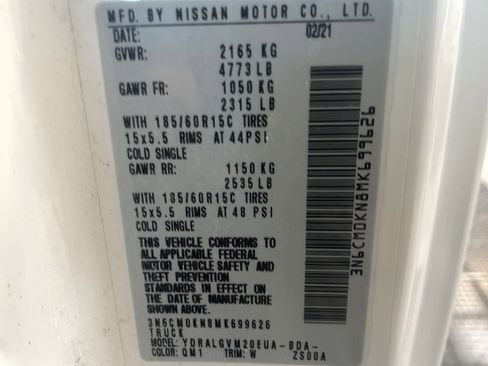 MFD. BY NISSAN MOTOR CO., LTD.
DATE: 02/21
GVWR: 2165 KG
4773 LB
GAWR FR: 1050 KG
2315 LB
WITH 185/60R15C TIRES
15x5.5 RIMS AT 44PSI
COLD SINGLE
GAWR RR: 1150 KG
2535 LB
WITH 185/60R15C TIRES
15x5.5 RIMS AT 48 PSI
COLD SINGLE
THIS VEHICLE CONFORMS TO
ALL APPLICABLE FEDERAL
MOTOR VEHICLE SAFETY AND
THEFT PREVENTION
STANDARDS IN EFFECT ON
THE DATE OF MANUFACTURE
SHOWN ABOVE.
3N6CM0KN8MK699626
TRUCK
MODEL: YDRALGVM20EUA-BDA-
COLOR: QM1 TRIM: W ZS00A
3N6CM0KN8MK699626